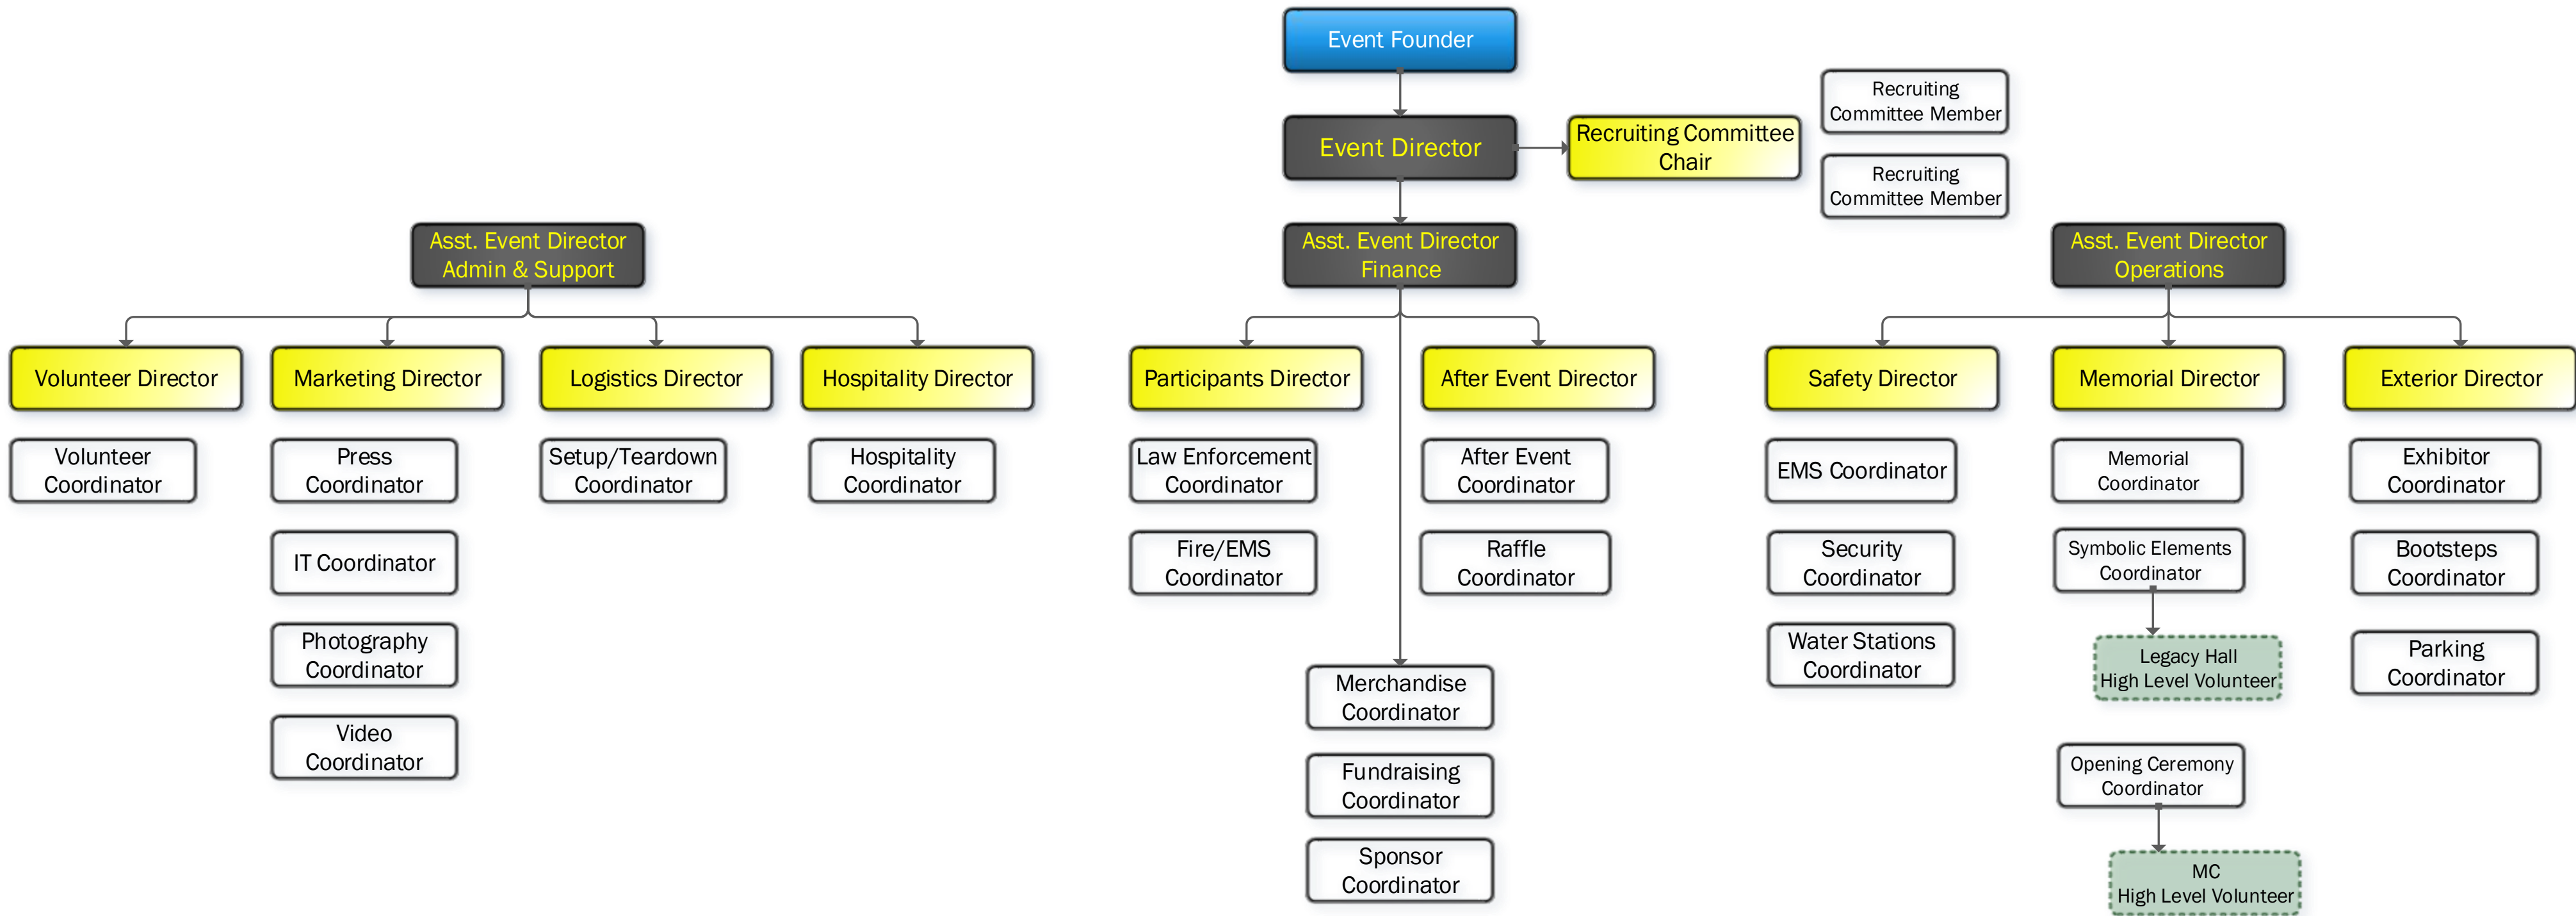 Event Founder
Recruiting
Committee Member
Event Director
Recruiting Committee
Chair
Recruiting
Committee Member
Asst. Event Director
Admin & Support
Asst. Event Director
Finance
Asst. Event Director
Operations
Volunteer Director
Marketing Director
Logistics Director
Hospitality Director
Participants Director
After Event Director
Safety Director
Memorial Director
Exterior Director
Volunteer
Coordinator
Press
Coordinator
Setup/Teardown
Coordinator
Hospitality
Coordinator
Law Enforcement
Coordinator
After Event
Coordinator
EMS Coordinator
Memorial
Coordinator
Exhibitor
Coordinator
IT Coordinator
Fire/EMS
Coordinator
Raffle
Coordinator
Security
Coordinator
Symbolic Elements
Coordinator
Bootsteps
Coordinator
Photography
Coordinator
Water Stations
Coordinator
Legacy Hall
High Level Volunteer
Parking
Coordinator
Merchandise
Coordinator
Video
Coordinator
Opening Ceremony
Coordinator
Fundraising
Coordinator
Sponsor
Coordinator
MC
High Level Volunteer